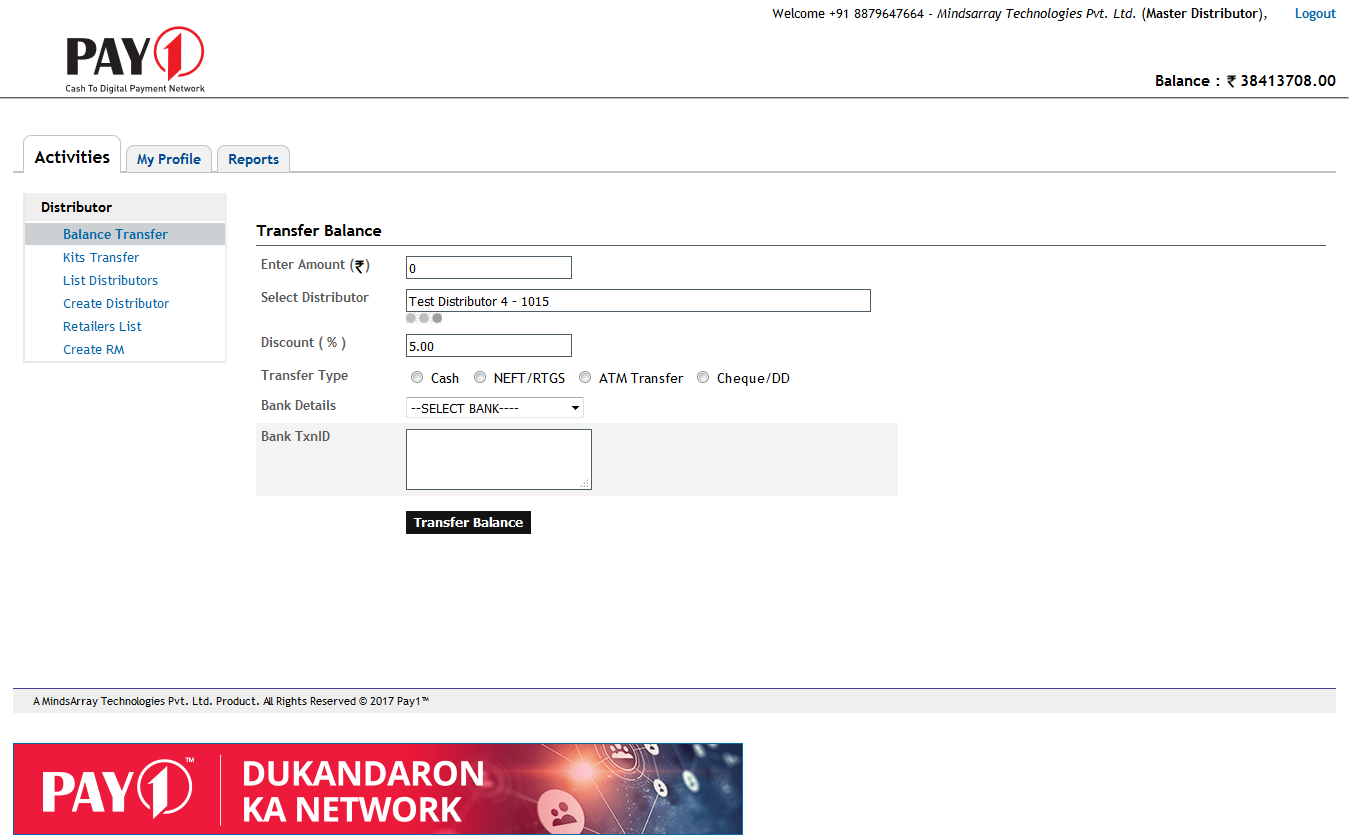 Welcome +91 8879647664 - Mindsarray Technologies Pvt. Ltd. (Master Distributor), Logout
PAY1
Cash To Digital Payment Network
Balance : ₹ 38413708.00
Activities My Profile Reports
Distributor
Balance Transfer
Kits Transfer
List Distributors
Create Distributor
Retailers List
Create RM
Transfer Balance
Enter Amount (₹) 0
Select Distributor Test Distributor 4 - 1015
Discount ( % ) 5.00
Transfer Type Cash NEFT/RTGS ATM Transfer Cheque/DD
Bank Details --SELECT BANK----
Bank TxnID
Transfer Balance
A MindsArray Technologies Pvt. Ltd. Product. All Rights Reserved © 2017 Pay1™
PAY1™
DUKANDARON
KA NETWORK